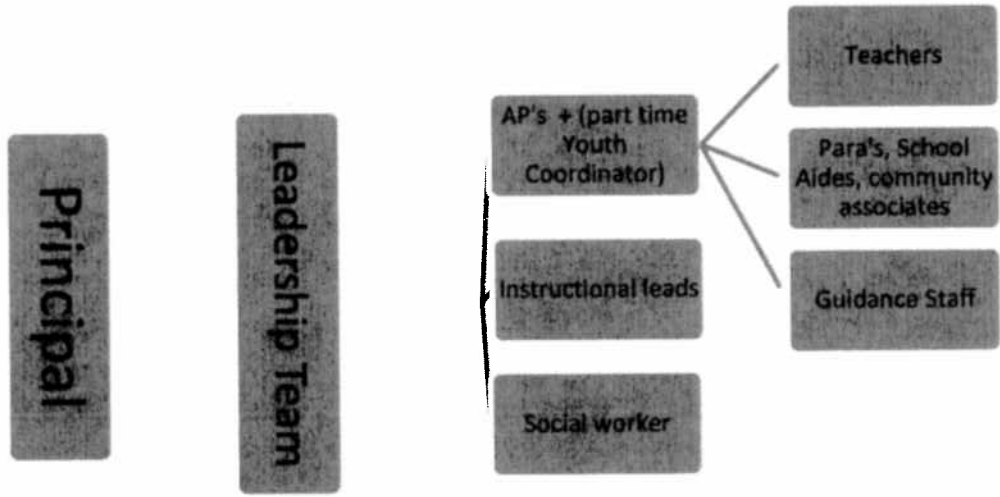 Principal
Leadership Team
AP's + (part time
Youth
Coordinator)
Instructional leads
Social worker
Teachers
Para's, School
Aides, community
associates
Guidance Staff